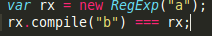 var rx = new RegExp("a");
rx.compile("b") === rx;